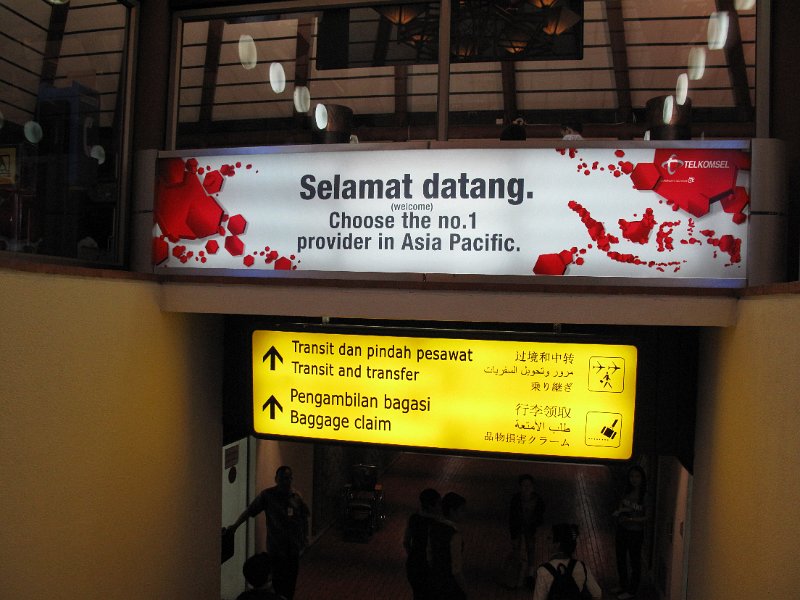 Selamat datang.
(welcome)
Choose the no.1
provider in Asia Pacific.
TELKOMSEL
Transit dan pindah pesawat
Transit and transfer
过境和中转
مرور وتحويل السفريات
乗り継ぎ
Pengambilan bagasi
Baggage claim
行李领取
طلب الأمتعة
品物損害クラーム